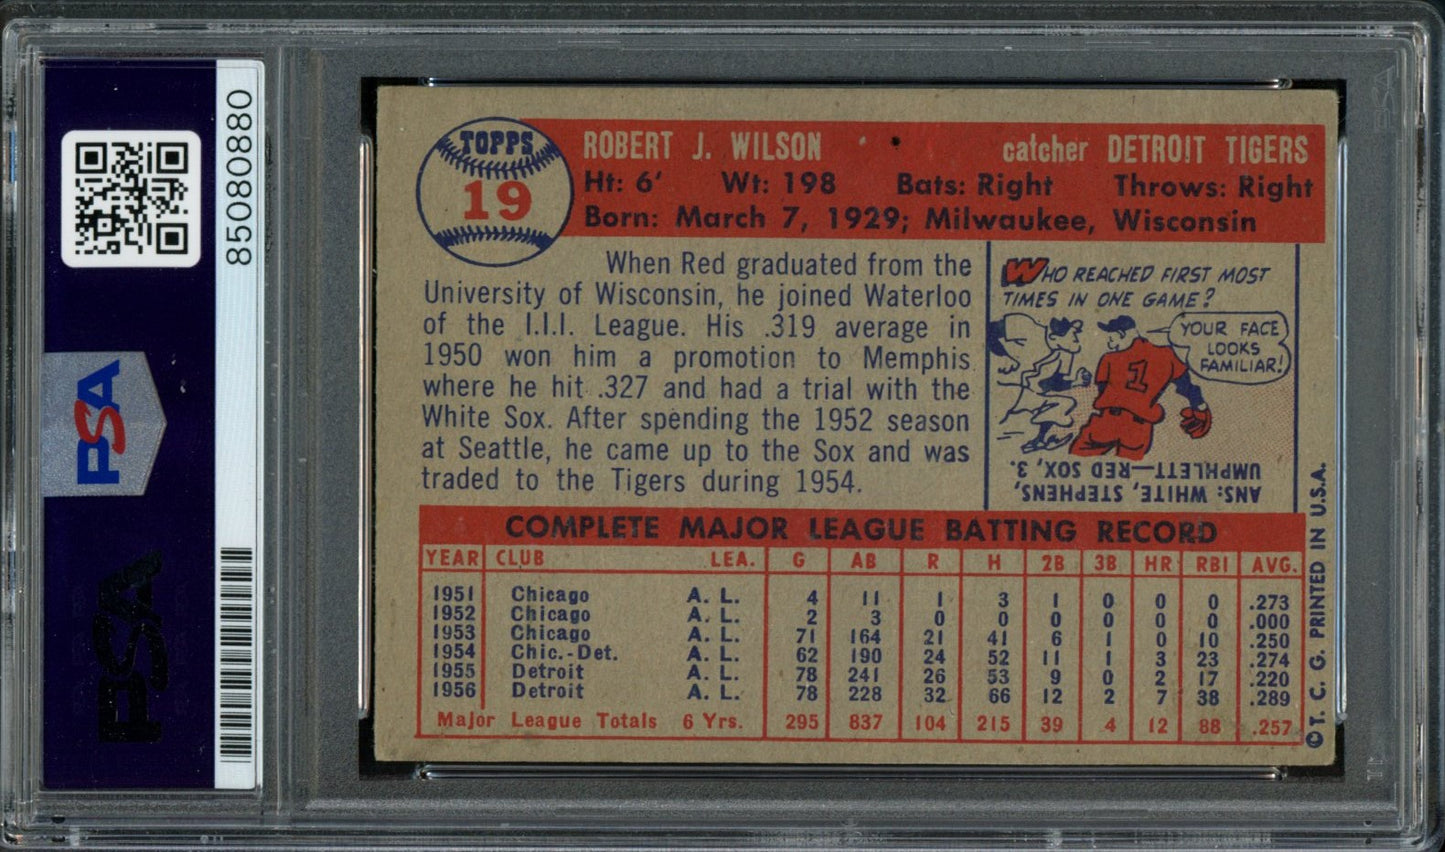 85080880
PSA
PSA
TOPPS
19
ROBERT J. WILSON catcher DETROIT TIGERS
Ht: 6' Wt: 198 Bats: Right Throws: Right
Born: March 7, 1929; Milwaukee, Wisconsin
When Red graduated from the
University of Wisconsin, he joined Waterloo
of the I.I.I. League. His .319 average in
1950 won him a promotion to Memphis
where he hit .327 and had a trial with the
White Sox. After spending the 1952 season
at Seattle, he came up to the Sox and was
traded to the Tigers during 1954.
WHO REACHED FIRST MOST
TIMES IN ONE GAME?
YOUR FACE
LOOKS
FAMILIAR!
1
ANS: WHITE, STEPHENS,
UMPHLETT—RED SOX, 3.
COMPLETE MAJOR LEAGUE BATTING RECORD
YEAR CLUB LEA. G AB R H 2B 3B HR RBI AVG.
1951 Chicago A. L. 4 11 1 3 1 0 0 0 .273
1952 Chicago A. L. 2 3 0 0 0 0 0 0 .000
1953 Chicago A. L. 71 164 21 41 6 1 0 10 .250
1954 Chic.-Det. A. L. 62 190 24 52 11 1 3 23 .274
1955 Detroit A. L. 78 241 26 53 9 0 2 17 .220
1956 Detroit A. L. 78 228 32 66 12 2 7 38 .289
Major League Totals 6 Yrs. 295 837 104 215 39 4 12 88 .257
©T. C. G. PRINTED IN U.S.A.